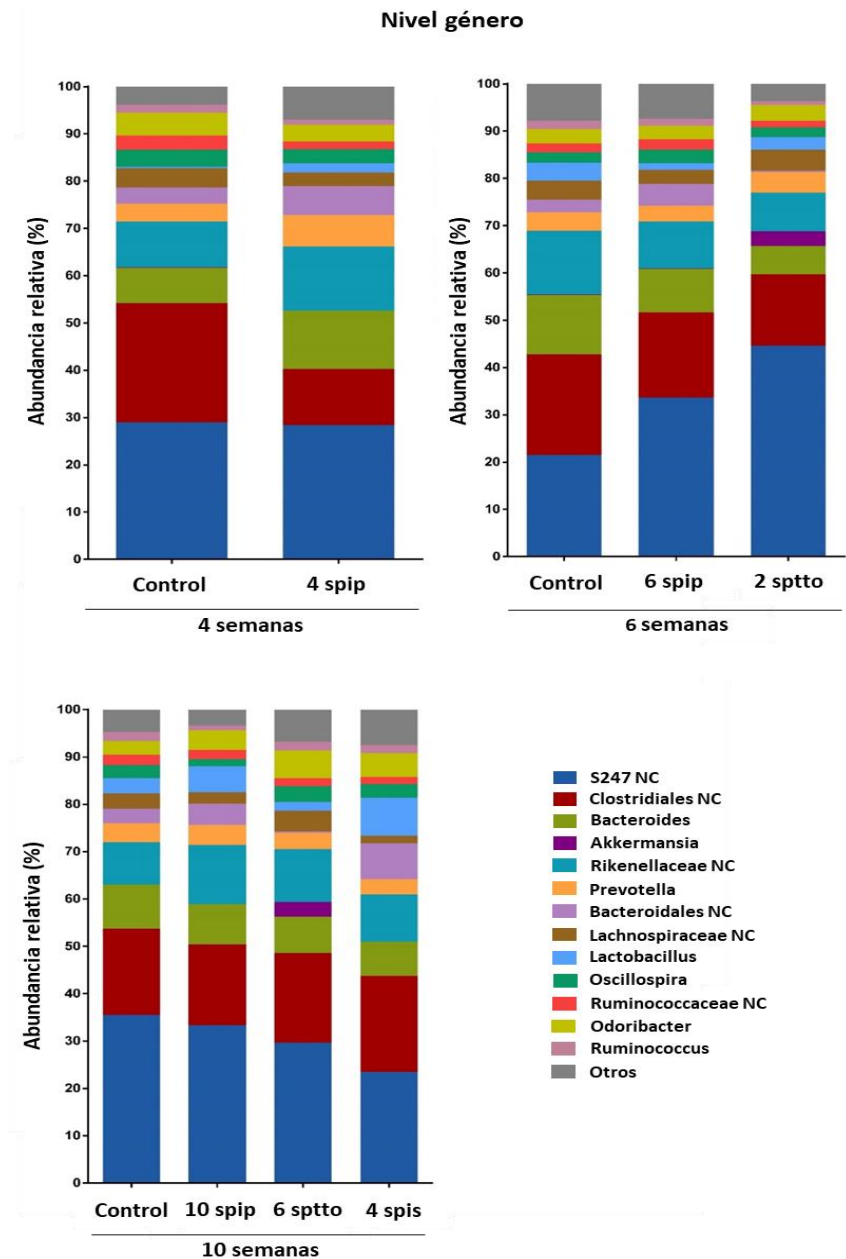 Nivel género
Abundancia relativa (%)
100
90
80
70
60
50
40
30
20
10
0
Control 4 spip
4 semanas
Abundancia relativa (%)
100
90
80
70
60
50
40
30
20
10
0
Control 6 spip 2 sptto
6 semanas
Abundancia relativa (%)
100
90
80
70
60
50
40
30
20
10
0
Control 10 spip 6 sptto 4 spis
10 semanas
S247 NC
Clostridiales NC
Bacteroides
Akkermansia
Rikenellaceae NC
Prevotella
Bacteroidales NC
Lachnospiraceae NC
Lactobacillus
Oscillospira
Ruminococcaceae NC
Odoribacter
Ruminococcus
Otros